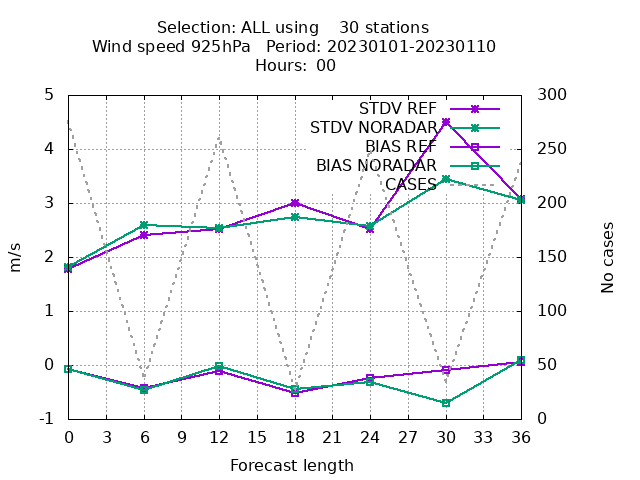 Selection: ALL using    30 stations
Wind speed 925hPa   Period: 20230101-20230110
Hours:  00
5
4
3
2
1
0
-1
m/s
300
250
200
150
100
50
0
No cases
STDV REF
STDV NORADAR
BIAS REF
BIAS NORADAR
CASES
0 3 6 9 12 15 18 21 24 27 30 33 36
Forecast length